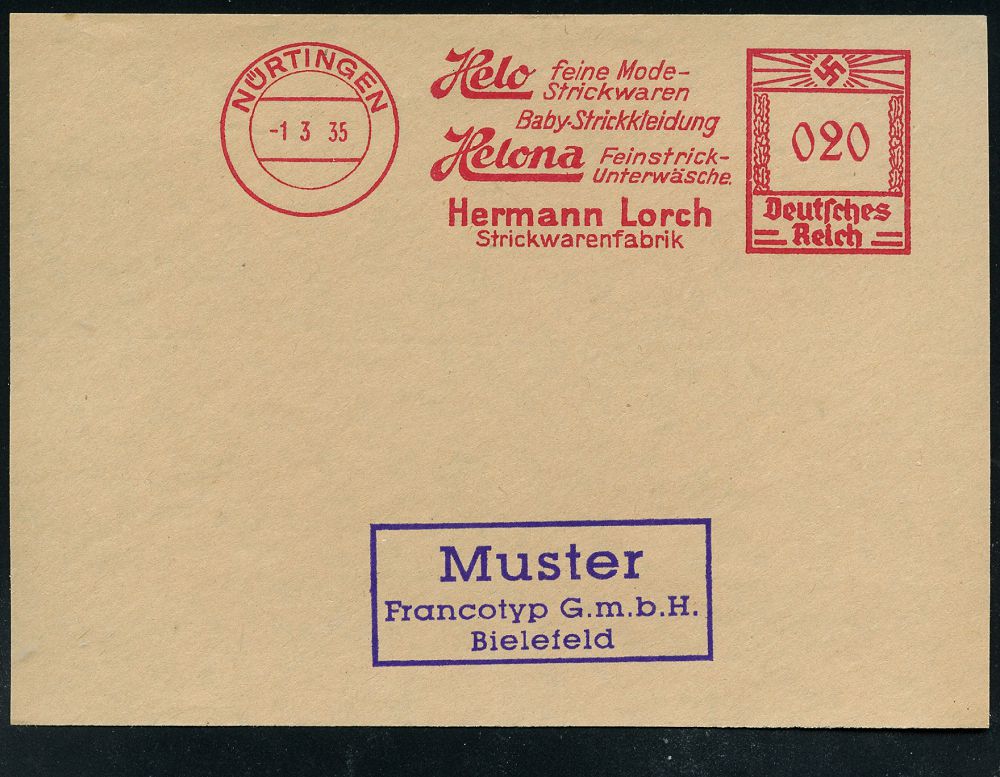 NÜRTINGEN
-1 3 35
Helo feine Mode-
Strickwaren
Baby-Strickkleidung
Helona Feinstrick-
Unterwäsche.
Hermann Lorch
Strickwarenfabrik
020
Deutsches
Reich
Muster
Francotyp G.m.b.H.
Bielefeld